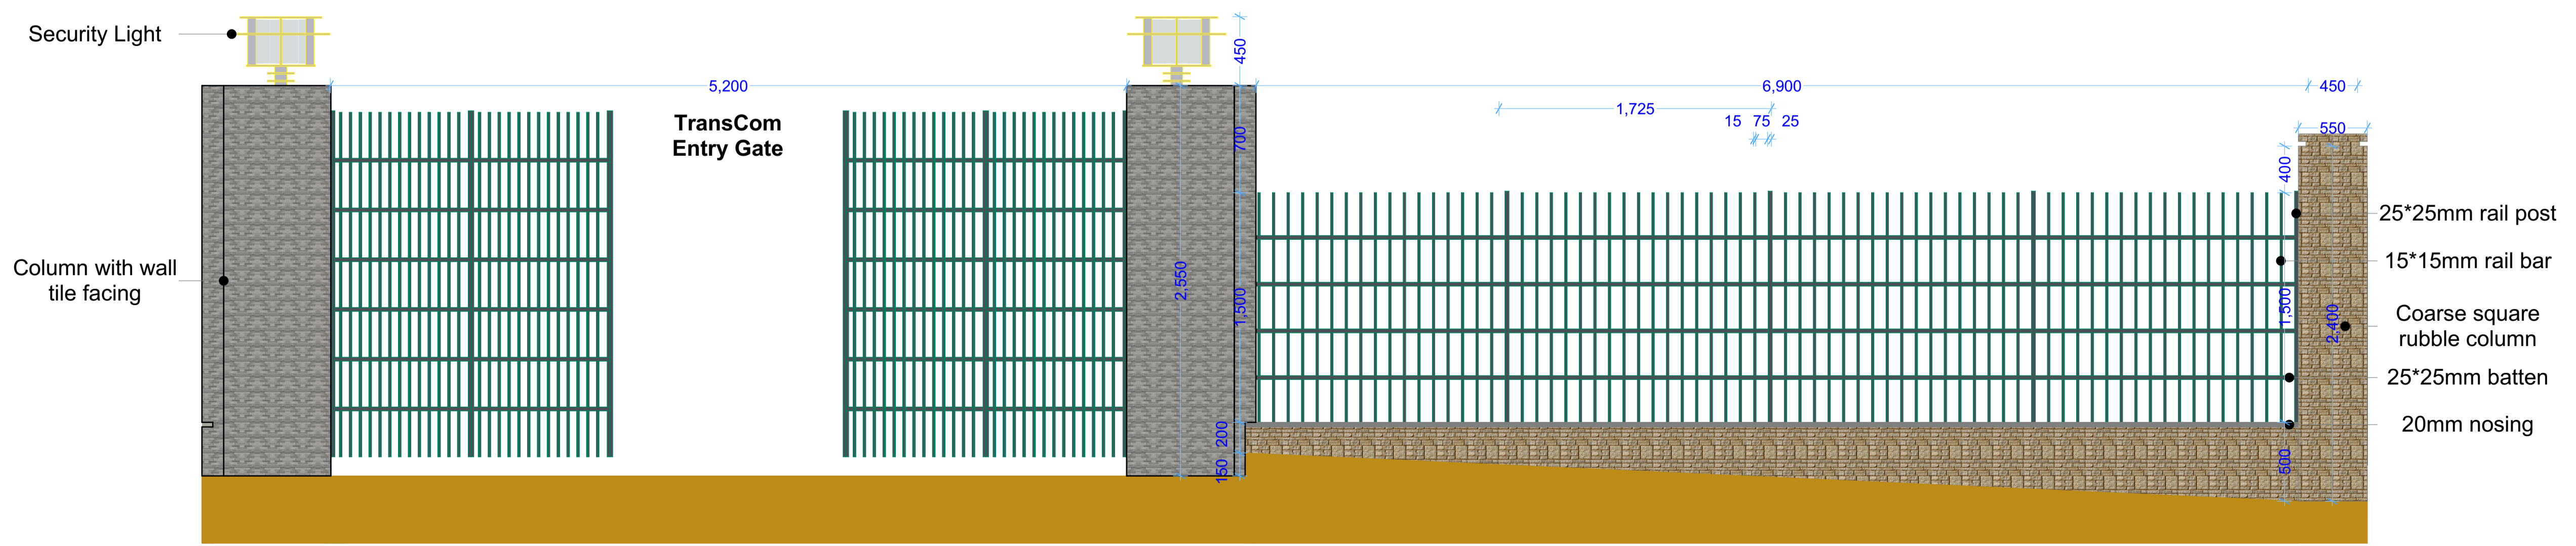 Security Light
450
5,200
6,900
450
1,725
TransCom
Entry Gate
15 75 25
550
700
400
25*25mm rail post
Column with wall
tile facing
15*15mm rail bar
2,550
1,500
1,500
2,400
Coarse square
rubble column
25*25mm batten
200
20mm nosing
150
500